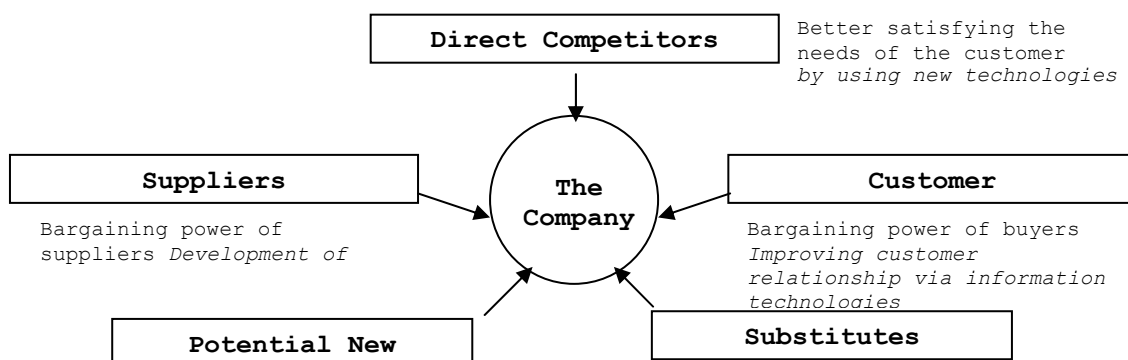 Direct Competitors
Better satisfying the
needs of the customer
by using new technologies
Suppliers
The
Company
Customer
Bargaining power of
suppliers Development of
Bargaining power of buyers
Improving customer
relationship via information
technologies
Potential New
Substitutes